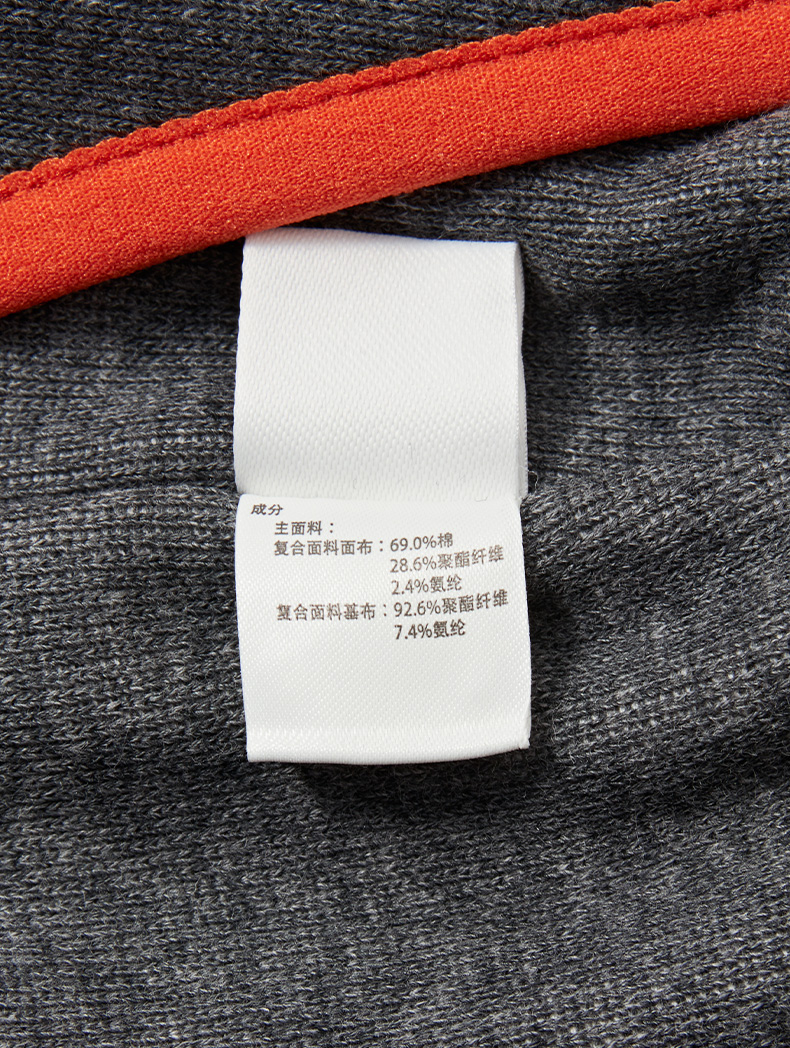 成分
主面料：
复合面料面布：69.0%棉
28.6%聚酯纤维
2.4%氨纶
复合面料基布：92.6%聚酯纤维
7.4%氨纶